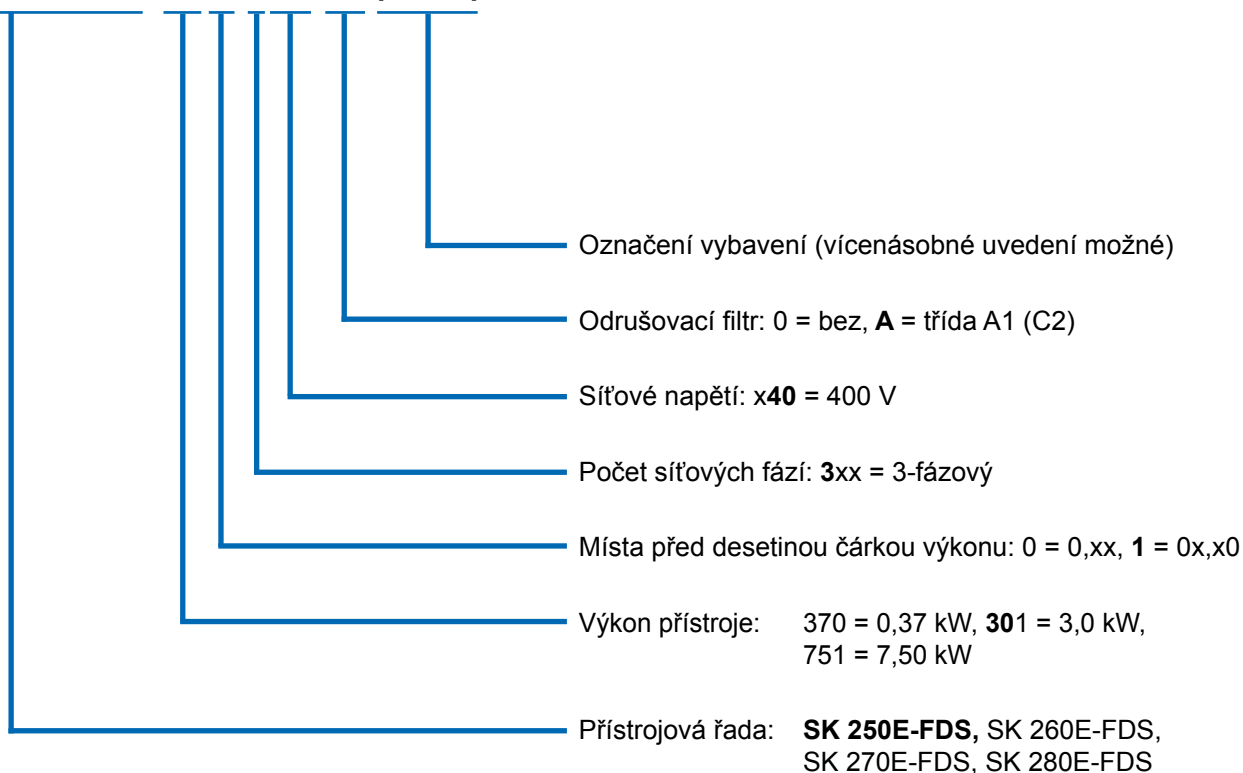 Označení vybavení (vícenásobné uvedení možné)
Odrušovací filtr: 0 = bez, A = třída A1 (C2)
Síťové napětí: x40 = 400 V
Počet síťových fází: 3xx = 3-fázový
Místa před desetinou čárkou výkonu: 0 = 0,xx, 1 = 0x,x0
Výkon přístroje: 370 = 0,37 kW, 301 = 3,0 kW,
751 = 7,50 kW
Přístrojová řada: SK 250E-FDS, SK 260E-FDS,
SK 270E-FDS, SK 280E-FDS